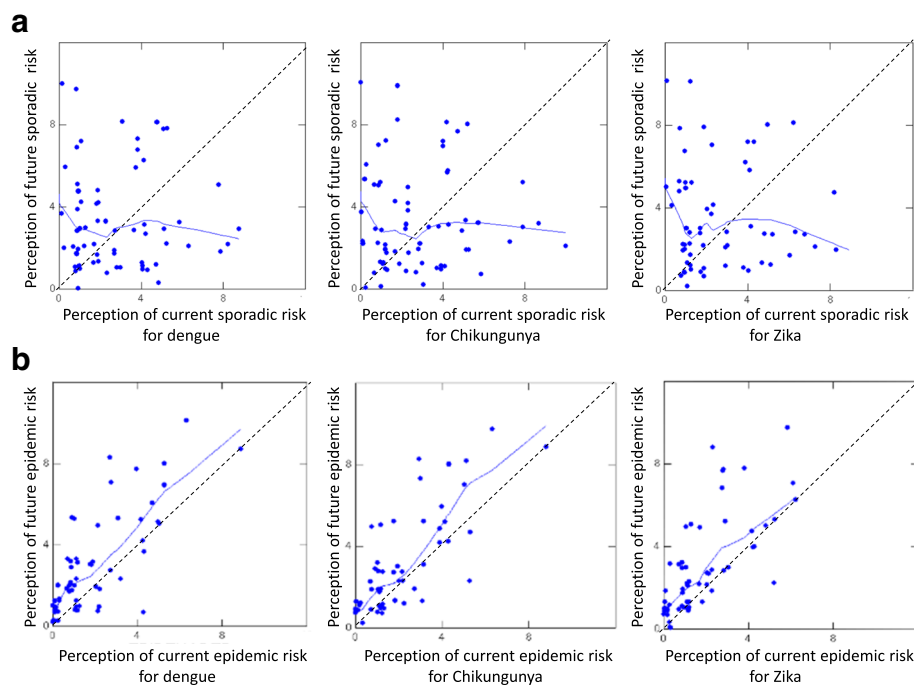 a
Perception of future sporadic risk
8
4
0
0
4
8
Perception of current sporadic risk
for dengue
Perception of future sporadic risk
8
4
0
0
4
8
Perception of current sporadic risk
for Chikungunya
Perception of future sporadic risk
8
4
0
0
4
8
Perception of current sporadic risk
for Zika
b
Perception of future epidemic risk
8
4
0
0
4
8
Perception of current epidemic risk
for dengue
Perception of future epidemic risk
8
4
0
0
4
8
Perception of current epidemic risk
for Chikungunya
Perception of future epidemic risk
8
4
0
0
4
8
Perception of current epidemic risk
for Zika